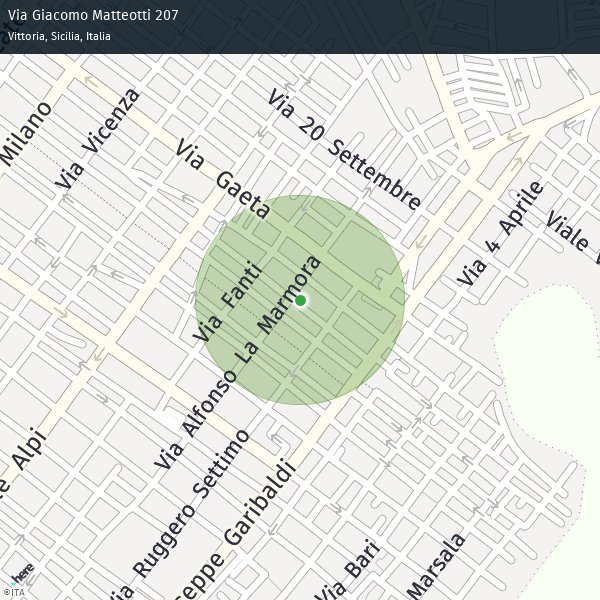 Via Giacomo Matteotti 207
Vittoria, Sicilia, Italia
Milano
Via Vicenza
Via 20 Settembre
Via Gaeta
Via 4 Aprile
Viale
Via Fanti
Via Alfonso La Marmora
Alpi
Via Ruggero Settimo
seppe Garibaldi
Via Bari
Marsala
here
©ITA